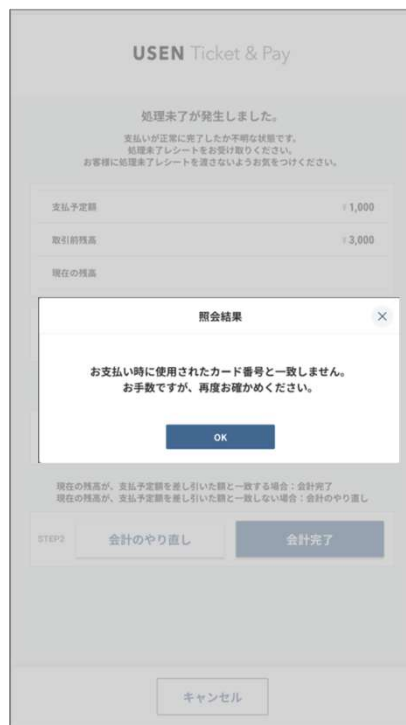 USEN Ticket & Pay
処理未了が発生しました。
支払いが正常に完了したか不明な状態です。
処理未了レシートをお受け取りください。
お客様に処理未了レシートを渡さないようお気をつけください。
支払予定額 ¥1,000
取引前残高 ¥3,000
現在の残高
照会結果 ×
お支払い時に使用されたカード番号と一致しません。
お手数ですが、再度お確かめください。
OK
現在の残高が、支払予定額を差し引いた額と一致する場合：会計完了
現在の残高が、支払予定額を差し引いた額と一致しない場合：会計のやり直し
STEP2 会計のやり直し 会計完了
キャンセル